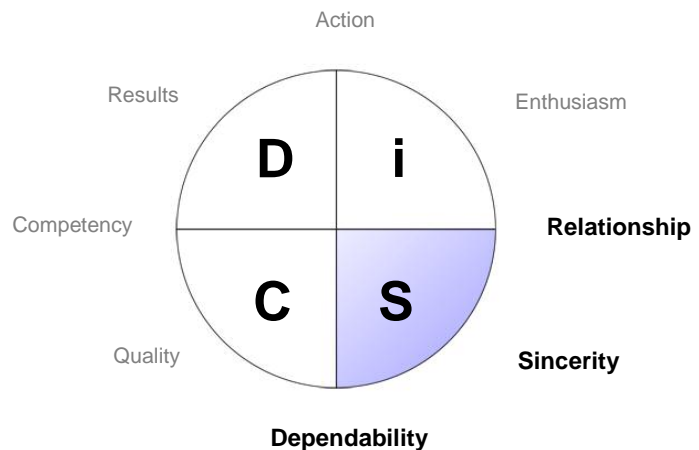 Action
Results
Enthusiasm
D i
Competency
Relationship
C S
Quality
Sincerity
Dependability